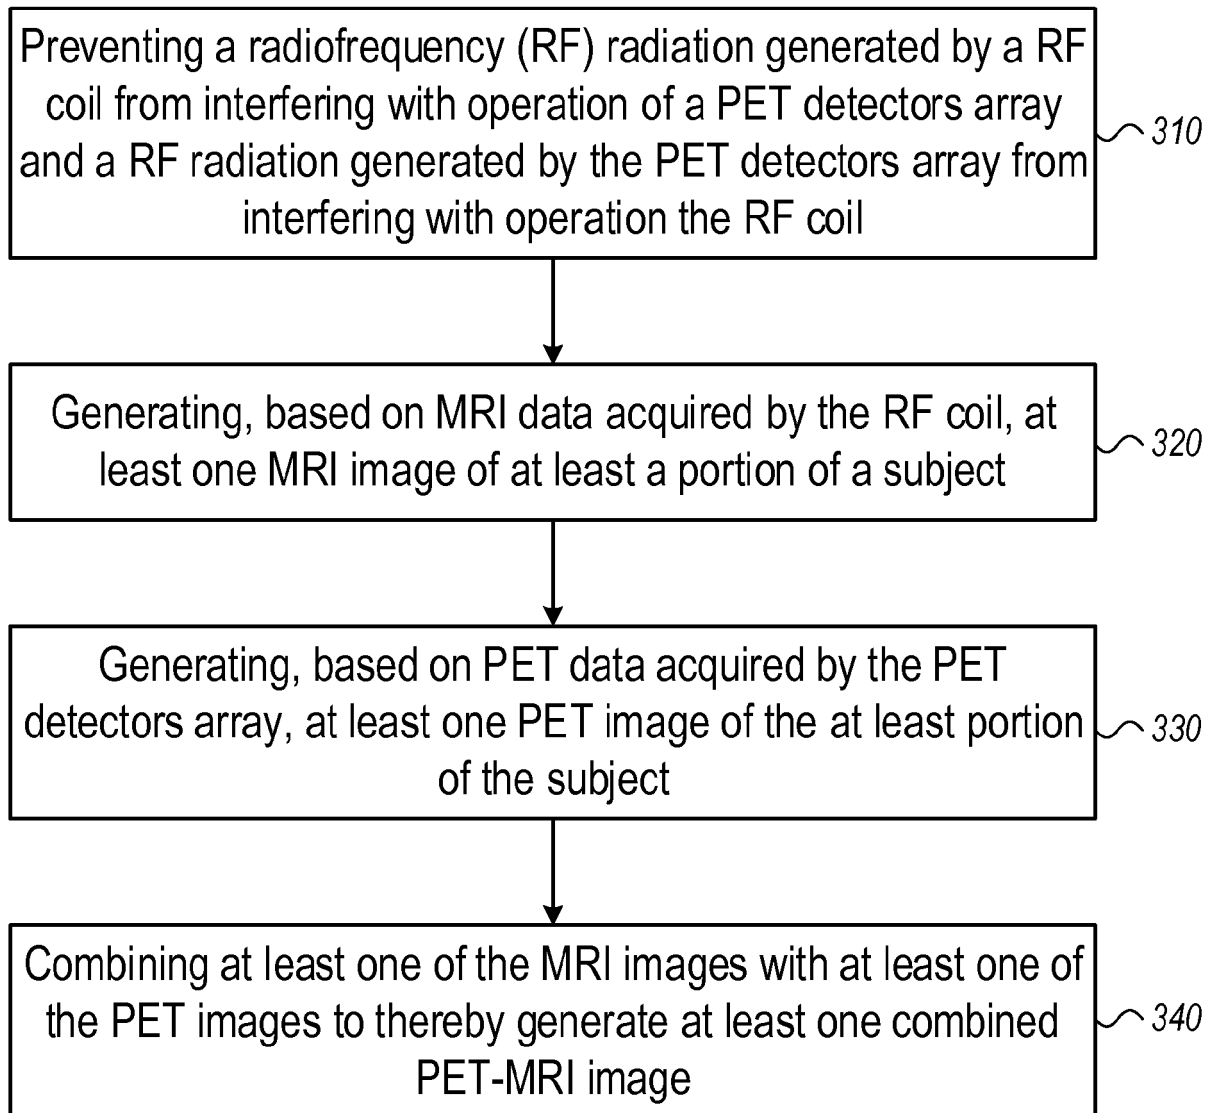 Preventing a radiofrequency (RF) radiation generated by a RF
coil from interfering with operation of a PET detectors array
and a RF radiation generated by the PET detectors array from
interfering with operation the RF coil
310
Generating, based on MRI data acquired by the RF coil, at
least one MRI image of at least a portion of a subject
320
Generating, based on PET data acquired by the PET
detectors array, at least one PET image of the at least portion
of the subject
330
Combining at least one of the MRI images with at least one of
the PET images to thereby generate at least one combined
PET-MRI image
340